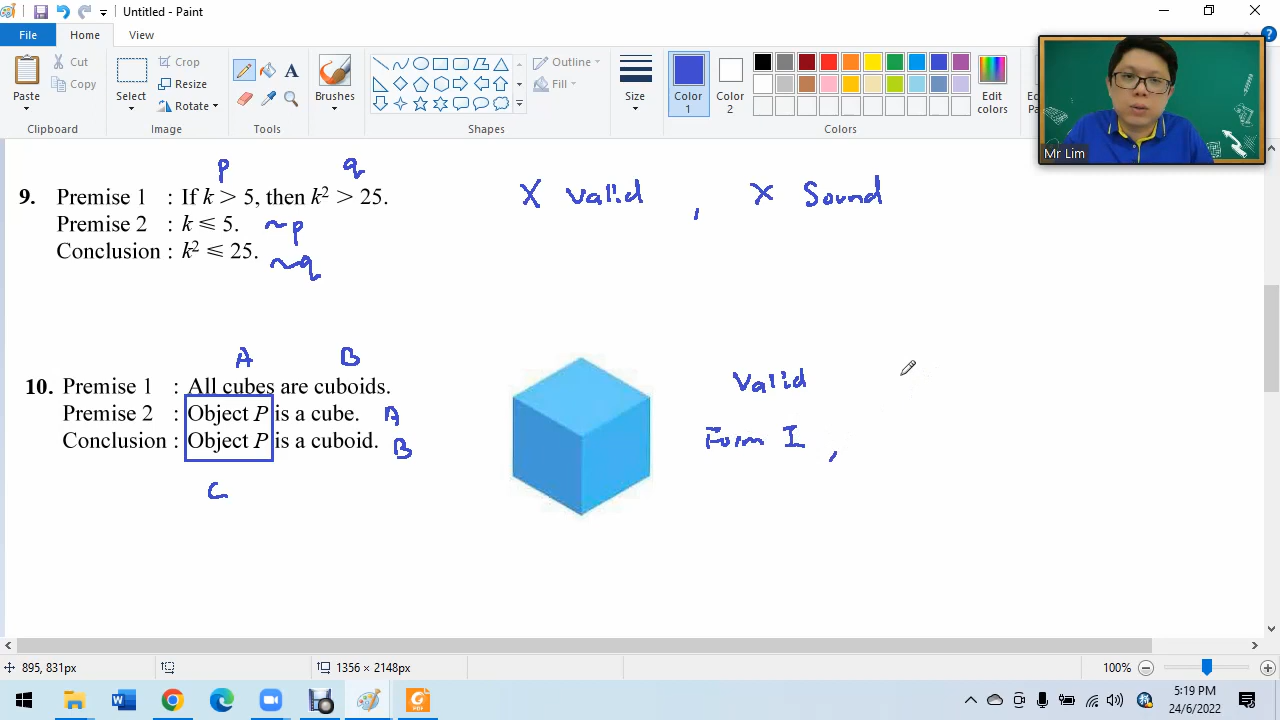 Untitled - Paint
File Home View
Paste
Cut
Copy
Clipboard
Select
Crop
Resize
Rotate
Image
A
Tools
Brushes
Shapes
Outline
Fill
Size
Color 1
Color 2
Edit colors
Colors
Mr Lim
p q
9. Premise 1 : If k > 5, then k² > 25.
Premise 2 : k ⩽ 5. ~p
Conclusion : k² ⩽ 25. ~q
X Valid , X Sound
A B
10. Premise 1 : All cubes are cuboids.
Premise 2 : Object P is a cube. A
Conclusion : Object P is a cuboid. B
C
Valid
Form I ,
895, 831px
1356 × 2148px
100%
5:19 PM
24/6/2022